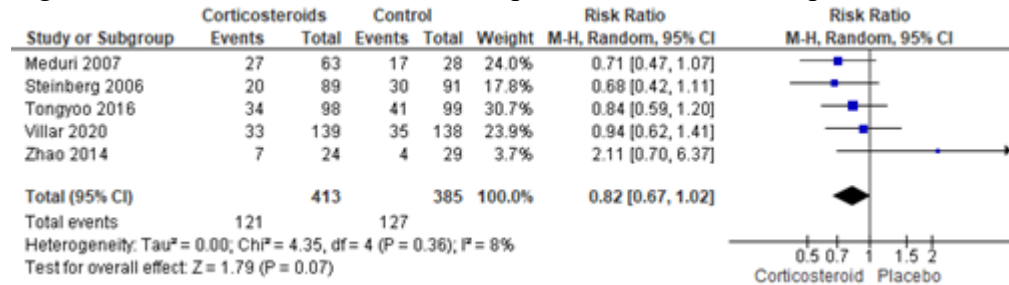 Corticosteroids Control Risk Ratio Risk Ratio
Study or Subgroup Events Total Events Total Weight M-H, Random, 95% CI M-H, Random, 95% CI
Meduri 2007 27 63 17 28 24.0% 0.71 [0.47, 1.07]
Steinberg 2006 20 89 30 91 17.8% 0.68 [0.42, 1.11]
Tongyoo 2016 34 98 41 99 30.7% 0.84 [0.59, 1.20]
Villar 2020 33 139 35 138 23.9% 0.94 [0.62, 1.41]
Zhao 2014 7 24 4 29 3.7% 2.11 [0.70, 6.37]
Total (95% CI) 413 385 100.0% 0.82 [0.67, 1.02]
Total events 121 127
Heterogeneity: Tau² = 0.00; Chi² = 4.35, df = 4 (P = 0.36); I² = 8%
Test for overall effect: Z = 1.79 (P = 0.07)
0.5 0.7 1 1.5 2
Corticosteroid Placebo